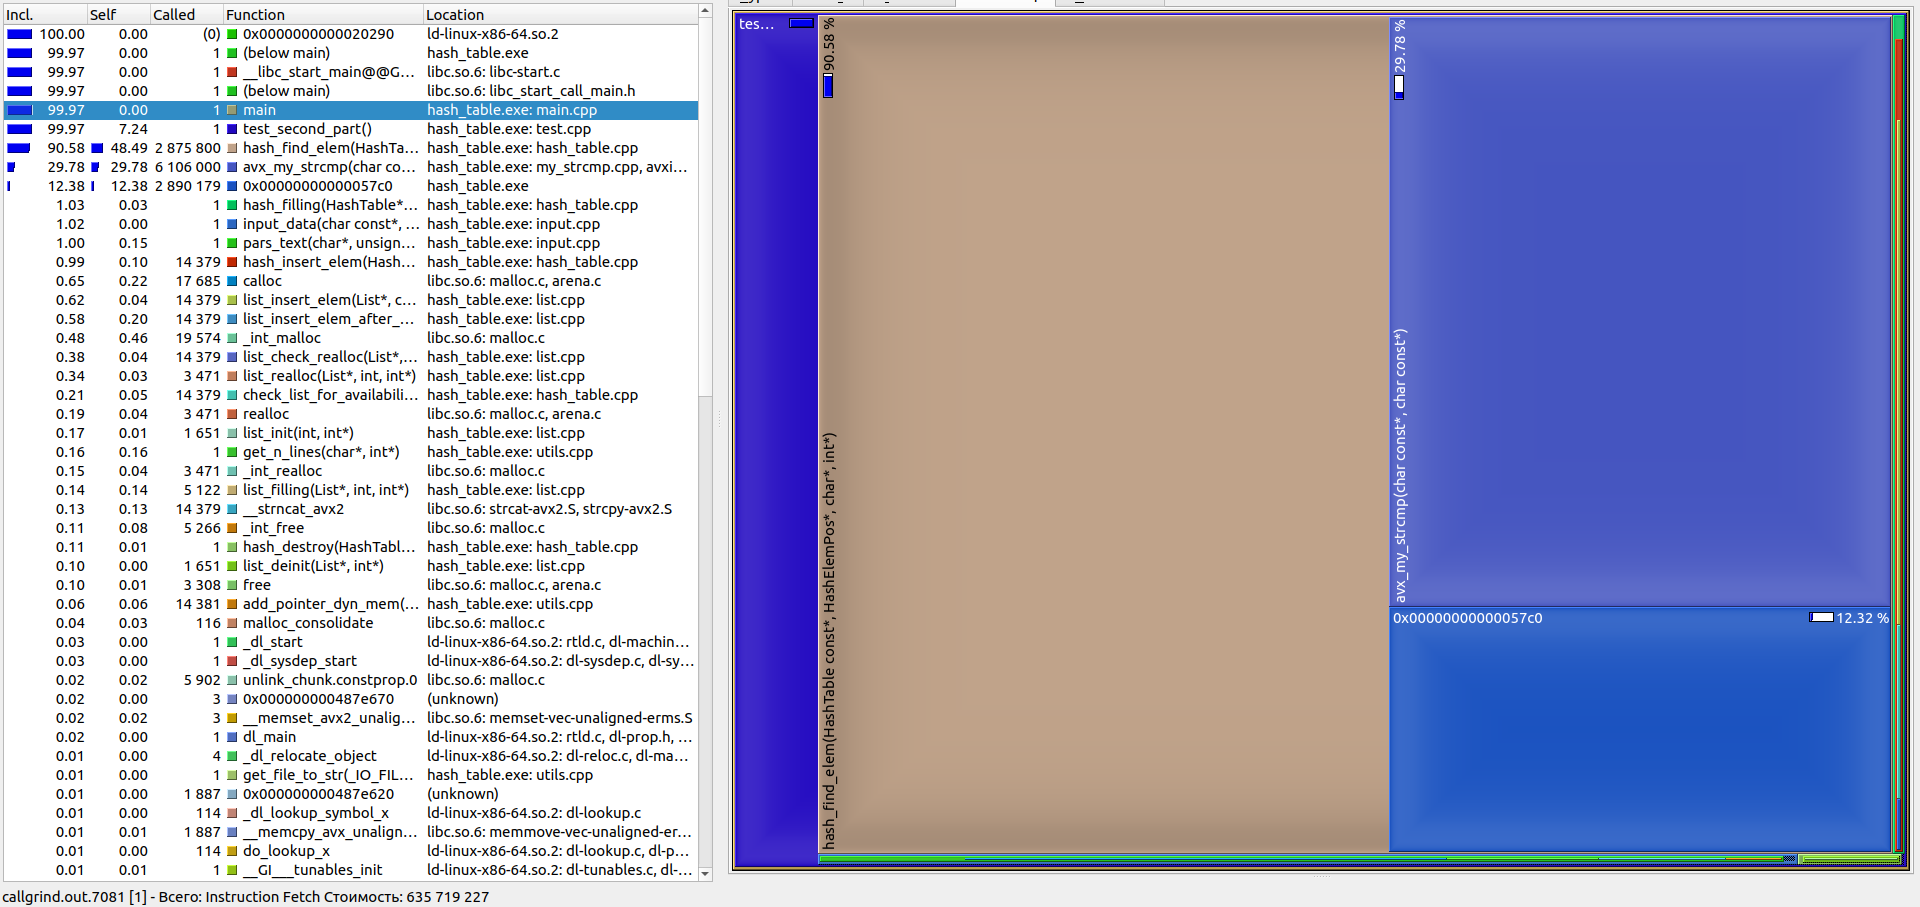 Incl. Self Called Function Location
100.00 0.00 (0) 0x0000000000020290 ld-linux-x86-64.so.2
99.97 0.00 1 (below main) hash_table.exe
99.97 0.00 1 __libc_start_main@@G... libc.so.6: libc-start.c
99.97 0.00 1 (below main) libc.so.6: libc_start_call_main.h
99.97 0.00 1 main hash_table.exe: main.cpp
99.97 7.24 1 test_second_part() hash_table.exe: test.cpp
90.58 48.49 2 875 800 hash_find_elem(HashTa... hash_table.exe: hash_table.cpp
29.78 29.78 6 106 000 avx_my_strcmp(char co... hash_table.exe: my_strcmp.cpp, avxi...
12.38 12.38 2 890 179 0x00000000000057c0 hash_table.exe
1.03 0.03 1 hash_filling(HashTable*... hash_table.exe: hash_table.cpp
1.02 0.00 1 input_data(char const*, ... hash_table.exe: input.cpp
1.00 0.15 1 pars_text(char*, unsign... hash_table.exe: input.cpp
0.99 0.10 14 379 hash_insert_elem(Hash... hash_table.exe: hash_table.cpp
0.65 0.22 17 685 calloc libc.so.6: malloc.c, arena.c
0.62 0.04 14 379 list_insert_elem(List*, c... hash_table.exe: list.cpp
0.58 0.20 14 379 list_insert_elem_after_... hash_table.exe: list.cpp
0.48 0.46 19 574 _int_malloc libc.so.6: malloc.c
0.38 0.04 14 379 list_check_realloc(List*,... hash_table.exe: list.cpp
0.34 0.03 3 471 list_realloc(List*, int, int*) hash_table.exe: list.cpp
0.21 0.05 14 379 check_list_for_availabili... hash_table.exe: hash_table.cpp
0.19 0.04 3 471 realloc libc.so.6: malloc.c, arena.c
0.17 0.01 1 651 list_init(int, int*) hash_table.exe: list.cpp
0.16 0.16 1 get_n_lines(char*, int*) hash_table.exe: utils.cpp
0.15 0.04 3 471 _int_realloc libc.so.6: malloc.c
0.14 0.14 5 122 list_filling(List*, int, int*) hash_table.exe: list.cpp
0.13 0.13 14 379 __strncat_avx2 libc.so.6: strcat-avx2.S, strcpy-avx2.S
0.11 0.08 5 266 _int_free libc.so.6: malloc.c
0.11 0.01 1 hash_destroy(HashTabl... hash_table.exe: hash_table.cpp
0.10 0.00 1 651 list_deinit(List*, int*) hash_table.exe: list.cpp
0.10 0.01 3 308 free libc.so.6: malloc.c, arena.c
0.06 0.06 14 381 add_pointer_dyn_mem(... hash_table.exe: utils.cpp
0.04 0.03 116 malloc_consolidate libc.so.6: malloc.c
0.03 0.00 1 _dl_start ld-linux-x86-64.so.2: rtld.c, dl-machin...
0.03 0.00 1 _dl_sysdep_start ld-linux-x86-64.so.2: dl-sysdep.c, dl-sy...
0.02 0.02 5 902 unlink_chunk.constprop.0 libc.so.6: malloc.c
0.02 0.00 3 0x000000000487e670 (unknown)
0.02 0.02 3 __memset_avx2_unalig... libc.so.6: memset-vec-unaligned-erms.S
0.02 0.00 1 dl_main ld-linux-x86-64.so.2: rtld.c, dl-prop.h, ...
0.01 0.00 4 _dl_relocate_object ld-linux-x86-64.so.2: dl-reloc.c, dl-ma...
0.01 0.00 1 get_file_to_str(_IO_FIL... hash_table.exe: utils.cpp
0.01 0.00 1 887 0x000000000487e620 (unknown)
0.01 0.00 114 _dl_lookup_symbol_x ld-linux-x86-64.so.2: dl-lookup.c
0.01 0.01 1 887 __memcpy_avx_unalign... libc.so.6: memmove-vec-unaligned-er...
0.01 0.00 114 do_lookup_x ld-linux-x86-64.so.2: dl-lookup.c, dl-p...
0.01 0.01 1 __GI___tunables_init ld-linux-x86-64.so.2: dl-tunables.c, dl-...
tes...
hash_find_elem(HashTable const*, HashElemPos*, char*, int*) 90.58 %
avx_my_strcmp(char const*, char const*) 29.78 %
0x00000000000057c0 12.32 %
callgrind.out.7081 [1] - Всего: Instruction Fetch Стоимость: 635 719 227